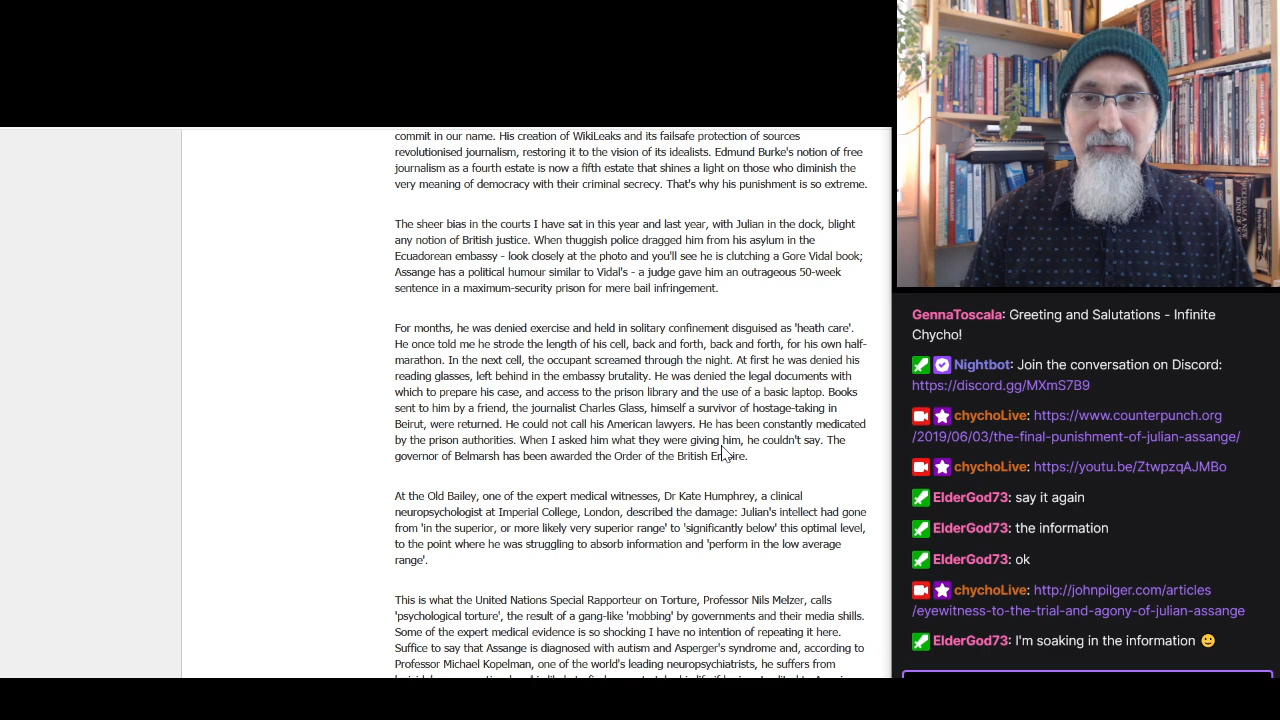 commit in our name. His creation of WikiLeaks and its failsafe protection of sources
revolutionised journalism, restoring it to the vision of its idealists. Edmund Burke's notion of free
journalism as a fourth estate is now a fifth estate that shines a light on those who diminish the
very meaning of democracy with their criminal secrecy. That's why his punishment is so extreme.
The sheer bias in the courts I have sat in this year and last year, with Julian in the dock, blight
any notion of British justice. When thuggish police dragged him from his asylum in the
Ecuadorean embassy - look closely at the photo and you'll see he is clutching a Gore Vidal book;
Assange has a political humour similar to Vidal's - a judge gave him an outrageous 50-week
sentence in a maximum-security prison for mere bail infringement.
For months, he was denied exercise and held in solitary confinement disguised as 'heath care'.
He once told me he strode the length of his cell, back and forth, back and forth, for his own half-
marathon. In the next cell, the occupant screamed through the night. At first he was denied his
reading glasses, left behind in the embassy brutality. He was denied the legal documents with
which to prepare his case, and access to the prison library and the use of a basic laptop. Books
sent to him by a friend, the journalist Charles Glass, himself a survivor of hostage-taking in
Beirut, were returned. He could not call his American lawyers. He has been constantly medicated
by the prison authorities. When I asked him what they were giving him, he couldn't say. The
governor of Belmarsh has been awarded the Order of the British Empire.
At the Old Bailey, one of the expert medical witnesses, Dr Kate Humphrey, a clinical
neuropsychologist at Imperial College, London, described the damage: Julian's intellect had gone
from 'in the superior, or more likely very superior range' to 'significantly below' this optimal level,
to the point where he was struggling to absorb information and 'perform in the low average
range'.
This is what the United Nations Special Rapporteur on Torture, Professor Nils Melzer, calls
'psychological torture', the result of a gang-like 'mobbing' by governments and their media shills.
Some of the expert medical evidence is so shocking I have no intention of repeating it here.
Suffice to say that Assange is diagnosed with autism and Asperger's syndrome and, according to
Professor Michael Kopelman, one of the world's leading neuropsychiatrists, he suffers from
GennaToscala: Greeting and Salutations - Infinite
Chycho!
Nightbot: Join the conversation on Discord:
https://discord.gg/MXmS7B9
chychoLive: https://www.counterpunch.org
/2019/06/03/the-final-punishment-of-julian-assange/
chychoLive: https://youtu.be/ZtwpzqAJMBo
ElderGod73: say it again
ElderGod73: the information
ElderGod73: ok
chychoLive: http://johnpilger.com/articles
/eyewitness-to-the-trial-and-agony-of-julian-assange
ElderGod73: I'm soaking in the information 🙂